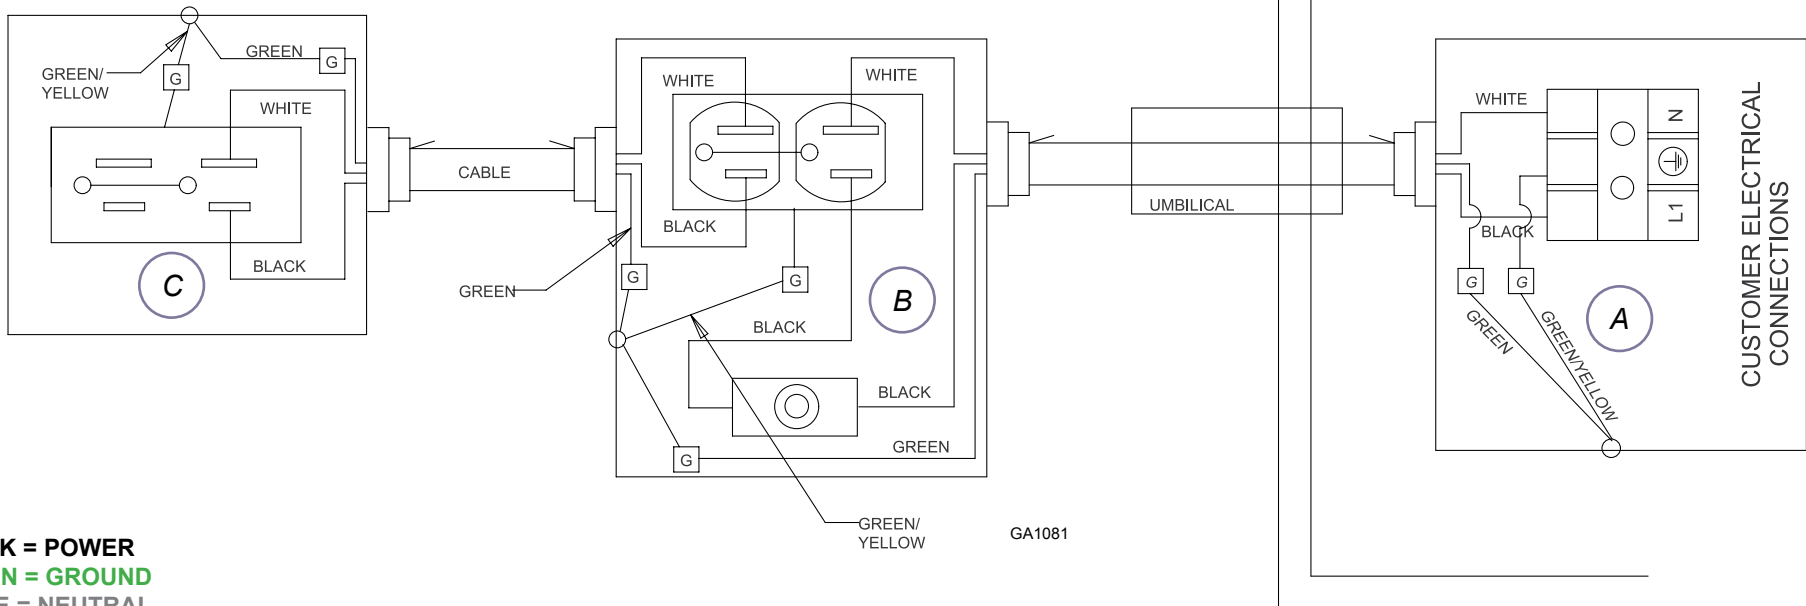 GREEN
G
GREEN/
YELLOW
G
WHITE
BLACK
C
CABLE
WHITE
WHITE
BLACK
GREEN
G
G
B
BLACK
BLACK
GREEN
G
GREEN/
YELLOW
GA1081
UMBILICAL
WHITE
BLACK
N
L1
G
G
GREEN
GREEN/YELLOW
A
CUSTOMER ELECTRICAL
CONNECTIONS
K = POWER
N = GROUND
E = NEUTRAL